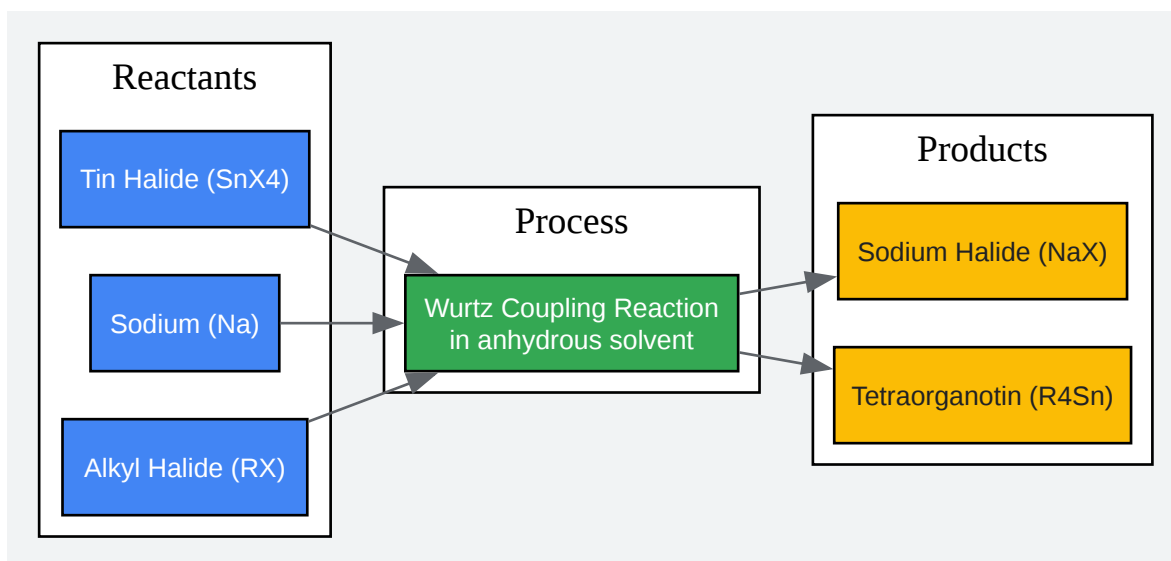 Reactants
Tin Halide (SnX4)
Sodium (Na)
Alkyl Halide (RX)
Process
Wurtz Coupling Reaction
in anhydrous solvent
Products
Sodium Halide (NaX)
Tetraorganotin (R4Sn)